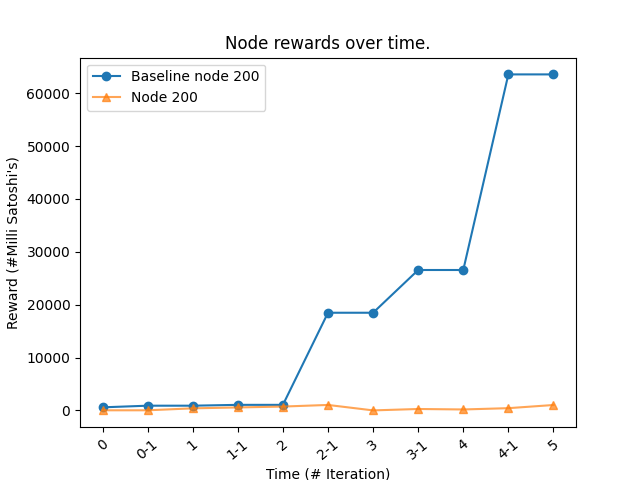 Node rewards over time.
Baseline node 200
Node 200
Reward (#Milli Satoshi's)
60000
50000
40000
30000
20000
10000
0
0 0-1 1 1-1 2 2-1 3 3-1 4 4-1 5
Time (# Iteration)